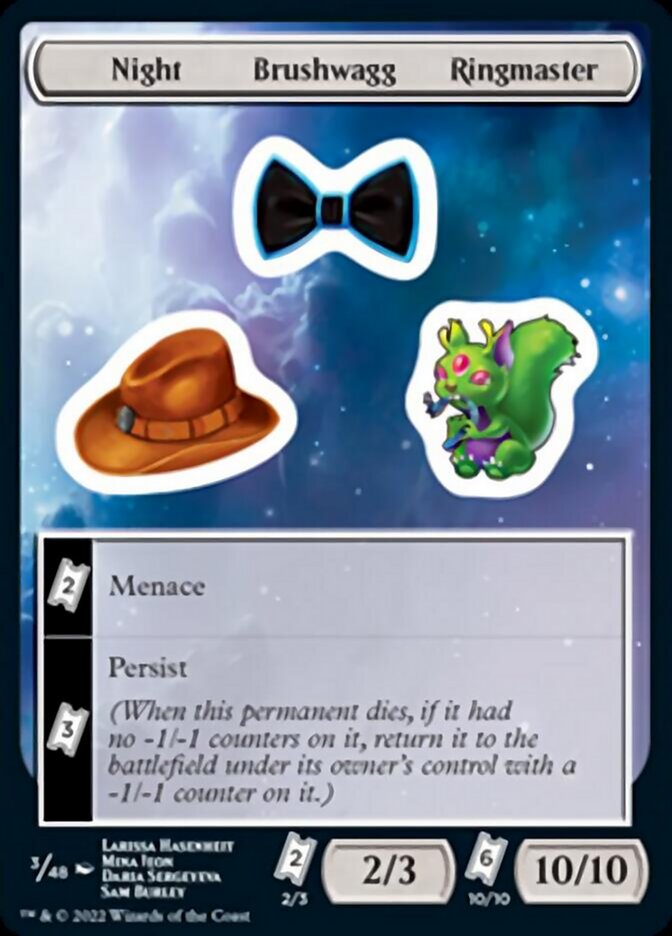 Night Brushwagg Ringmaster
2 Menace
Persist
3 (When this permanent dies, if it had
no -1/-1 counters on it, return it to the
battlefield under its owner's control with a
-1/-1 counter on it.)
3/48 Larissa Hasenheit
Mina Jeon
Daria Sergeyeva
Sam Burley
2 2/3 2/3 6 10/10 10/10
™ & © 2022 Wizards of the Coast